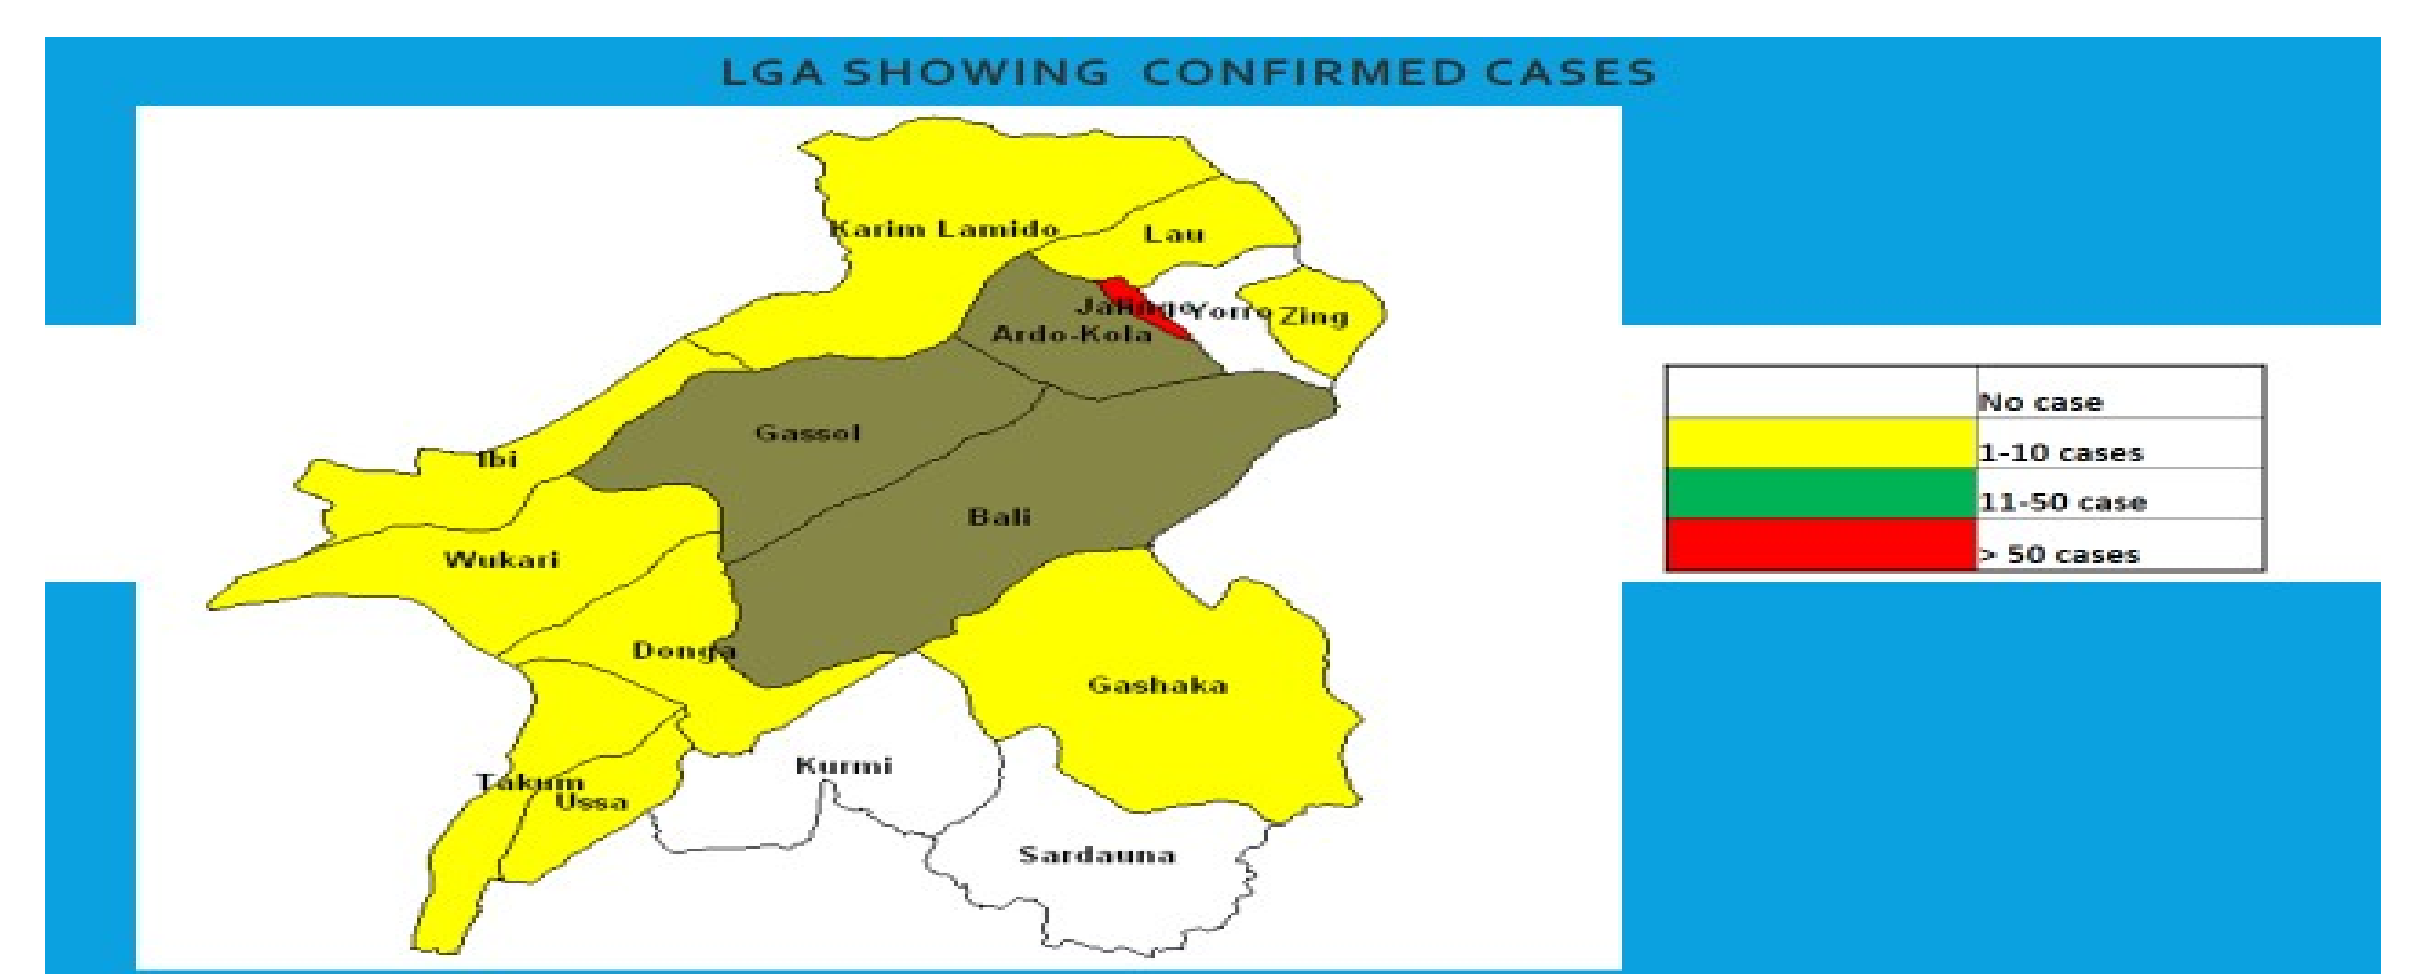 LGA SHOWING CONFIRMED CASES
Karim Lamido
Lau
Jalingo
Yorro
Zing
Ardo-Kola
Gassol
Ibi
Bali
Wukari
Donga
Gashaka
Kurmi
Takum
Ussa
Sardauna
No case
1-10 cases
11-50 case
> 50 cases